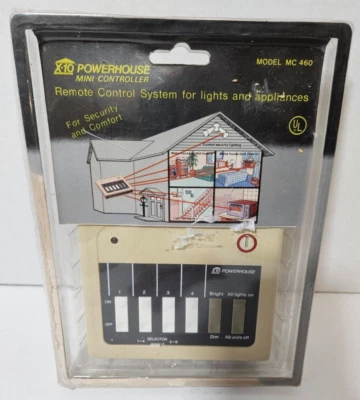 X-10 POWERHOUSE
MINI CONTROLLER
MODEL MC 460
Remote Control System for lights and appliances
For Security
and Comfort
UL
X-10 POWERHOUSE
1 2 3 4
Bright All lights on
ON
OFF
Dim All units off
SELECTOR